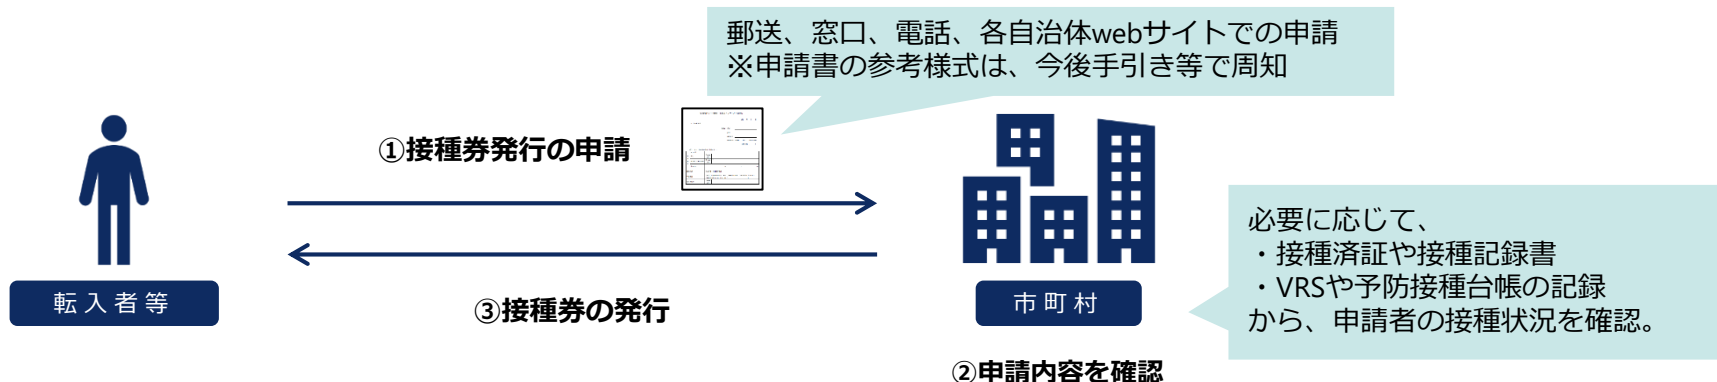 郵送、窓口、電話、各自治体webサイトでの申請
※申請書の参考様式は、今後手引き等で周知
①接種券発行の申請
転入者等
③接種券の発行
市町村
②申請内容を確認
必要に応じて、
・接種済証や接種記録書
・VRSや予防接種台帳の記録
から、申請者の接種状況を確認。